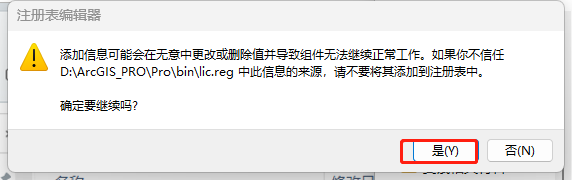 注册表编辑器
添加信息可能会在无意中更改或删除值并导致组件无法继续正常工作。如果你不信任
D:\ArcGIS_PRO\Pro\bin\lic.reg 中此信息的来源，请不要将其添加到注册表中。
确定要继续吗?
是(Y)
否(N)